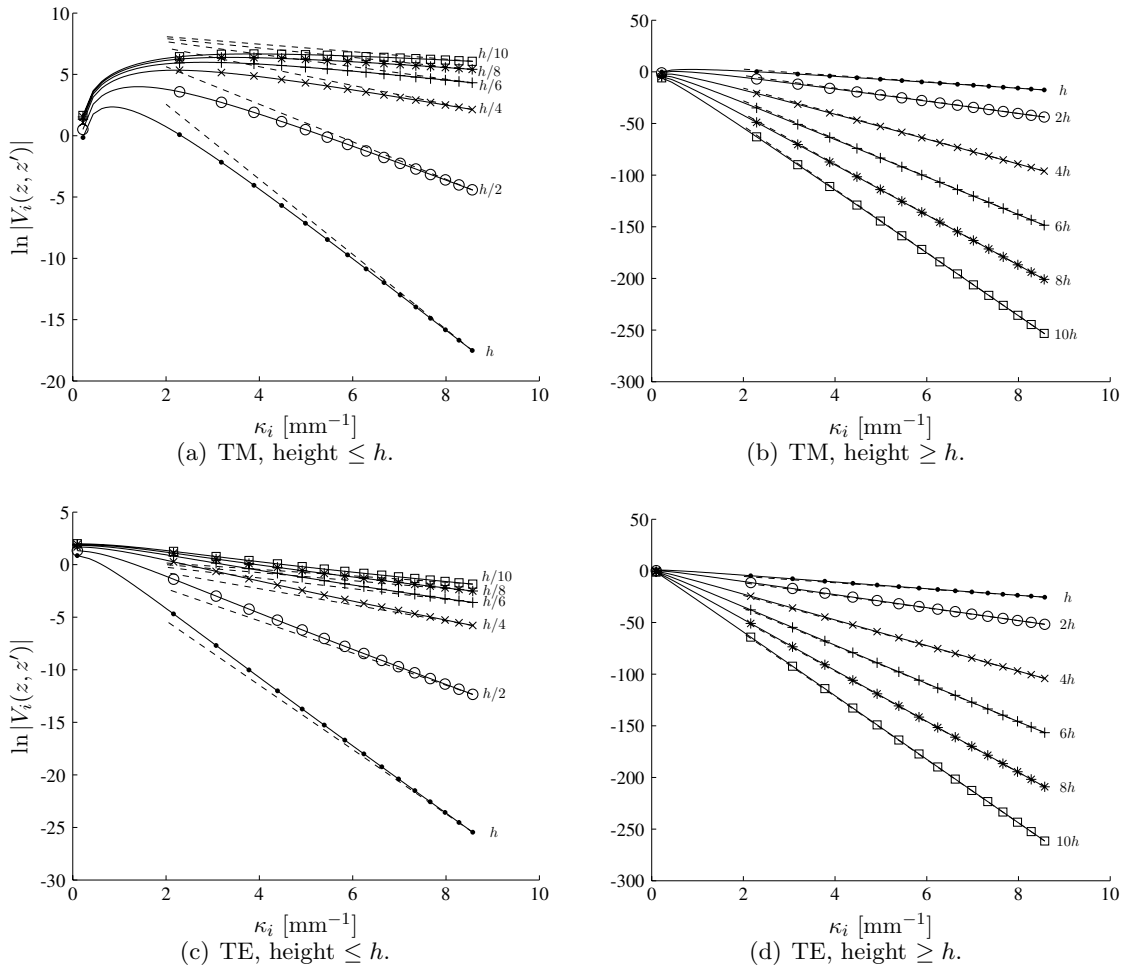 10
5
0
-5
-10
-15
-20
0 2 4 6 8 10
ln |V_i(z, z′)|
κ_i [mm⁻¹]
h/10
h/8
h/6
h/4
h/2
h
(a) TM, height ≤ h.
50
0
-50
-100
-150
-200
-250
-300
0 2 4 6 8 10
κ_i [mm⁻¹]
h
2h
4h
6h
8h
10h
(b) TM, height ≥ h.
5
0
-5
-10
-15
-20
-25
-30
0 2 4 6 8 10
ln |V_i(z, z′)|
κ_i [mm⁻¹]
h/10
h/8
h/6
h/4
h/2
h
(c) TE, height ≤ h.
50
0
-50
-100
-150
-200
-250
-300
0 2 4 6 8 10
κ_i [mm⁻¹]
h
2h
4h
6h
8h
10h
(d) TE, height ≥ h.